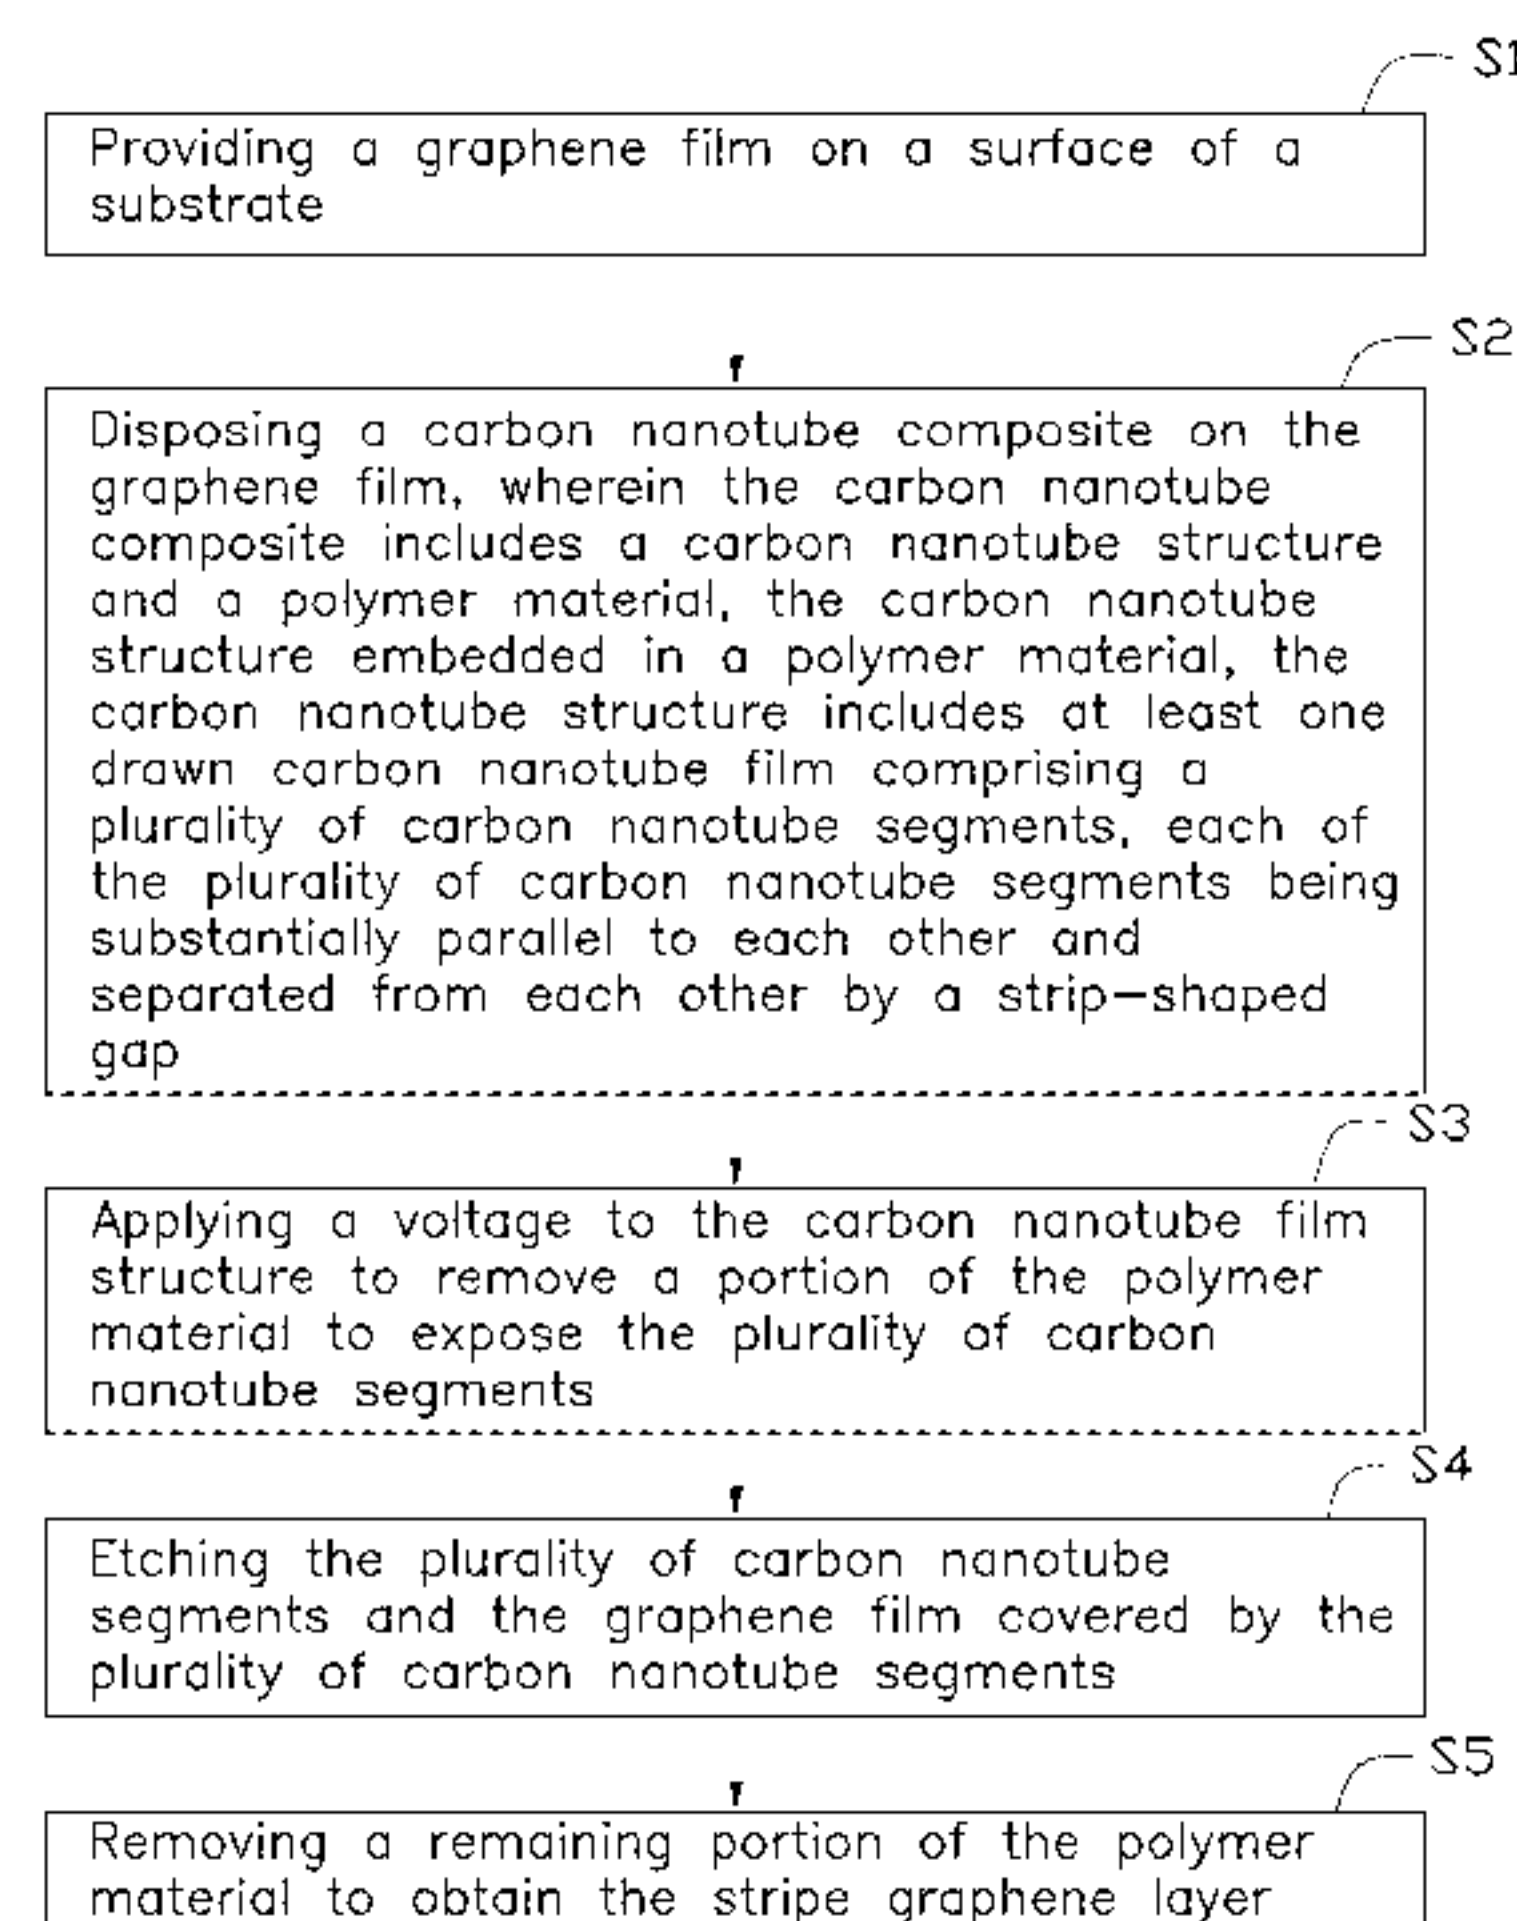 S1
Providing a graphene film on a surface of a
substrate
S2
Disposing a carbon nanotube composite on the
graphene film, wherein the carbon nanotube
composite includes a carbon nanotube structure
and a polymer material, the carbon nanotube
structure embedded in a polymer material, the
carbon nanotube structure includes at least one
drawn carbon nanotube film comprising a
plurality of carbon nanotube segments, each of
the plurality of carbon nanotube segments being
substantially parallel to each other and
separated from each other by a strip-shaped
gap
S3
Applying a voltage to the carbon nanotube film
structure to remove a portion of the polymer
material to expose the plurality of carbon
nanotube segments
S4
Etching the plurality of carbon nanotube
segments and the graphene film covered by the
plurality of carbon nanotube segments
S5
Removing a remaining portion of the polymer
material to obtain the stripe graphene layer